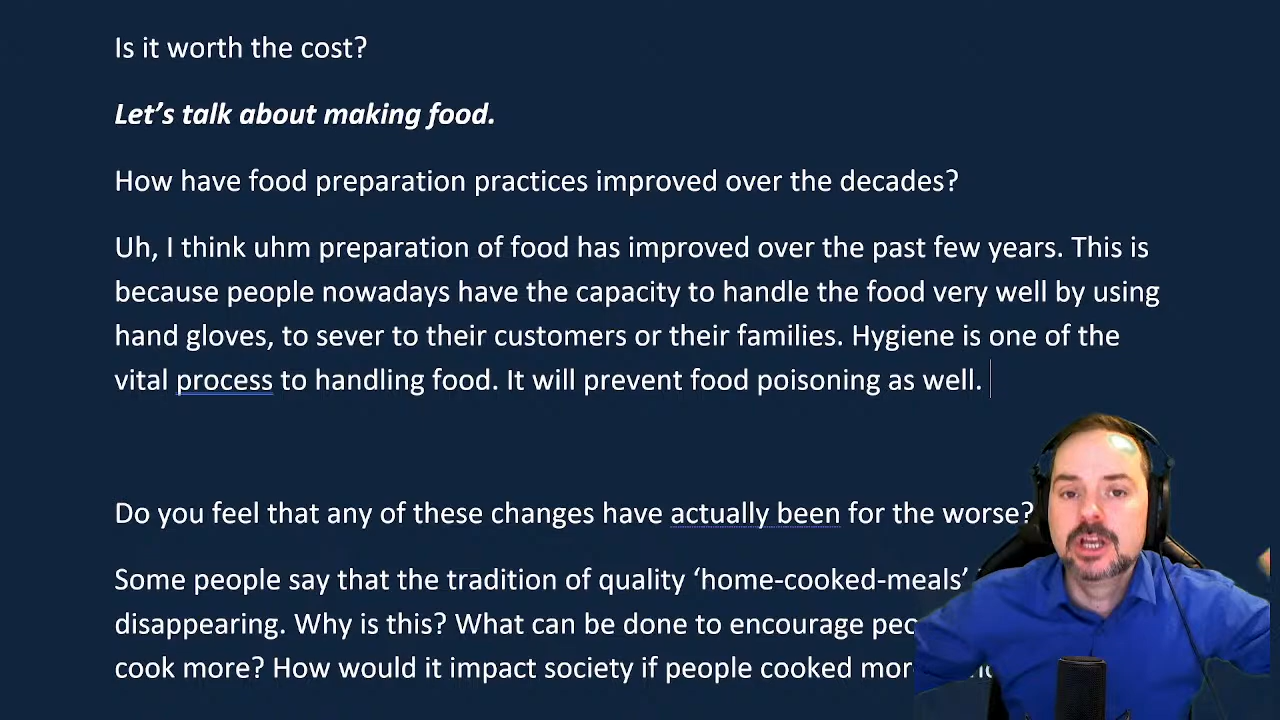 Is it worth the cost?
Let’s talk about making food.
How have food preparation practices improved over the decades?
Uh, I think uhm preparation of food has improved over the past few years. This is
because people nowadays have the capacity to handle the food very well by using
hand gloves, to sever to their customers or their families. Hygiene is one of the
vital process to handling food. It will prevent food poisoning as well.
Do you feel that any of these changes have actually been for the worse?
Some people say that the tradition of quality ‘home-cooked-meals’
disappearing. Why is this? What can be done to encourage
cook more? How would it impact society if people cooked